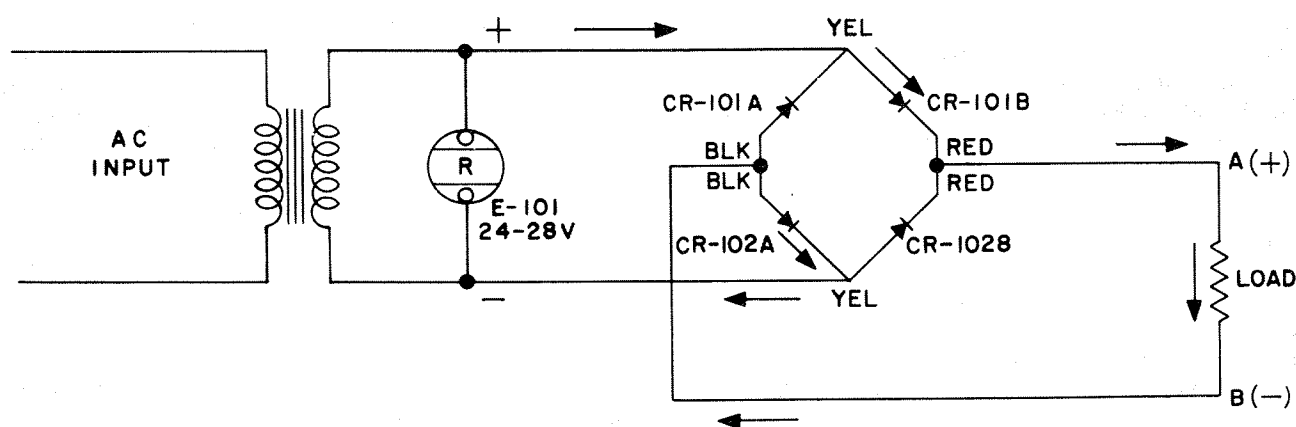 +
YEL
CR-101A
CR-101B
AC
INPUT
BLK
BLK
RED
RED
A (+)
R
E-101
24-28V
CR-102A
CR-1028
LOAD
−
YEL
B (−)